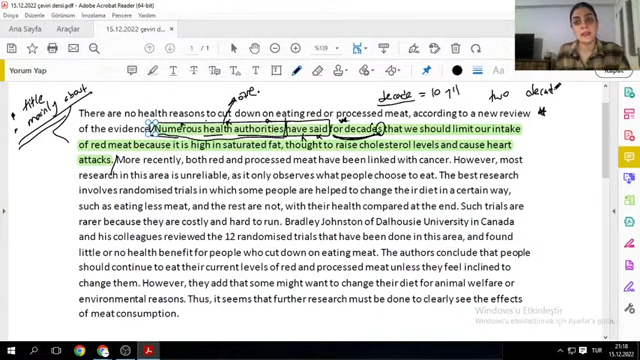 15.12.2022 çeviri dersi.pdf - Adobe Acrobat Reader DC (64-bit)
Dosya Düzenle Görünüm İmzala Pencere Yardım
Ana Sayfa Araçlar 15.12.2022 çeviri der... ×
%139
Yorum Yap
title
mainly about
özne
decade = 10 yıl two decades
There are no health reasons to cut down on eating red or processed meat, according to a new review
of the evidence. Numerous health authorities have said for decades that we should limit our intake
of red meat because it is high in saturated fat, thought to raise cholesterol levels and cause heart
attacks. More recently, both red and processed meat have been linked with cancer. However, most
research in this area is unreliable, as it only observes what people choose to eat. The best research
involves randomised trials in which some people are helped to change their diet in a certain way,
such as eating less meat, and the rest are not, with their health compared at the end. Such trials are
rarer because they are costly and hard to run. Bradley Johnston of Dalhousie University in Canada
and his colleagues reviewed the 12 randomised trials that have been done in this area, and found
little or no health benefit for people who cut down on eating meat. The authors conclude that people
should continue to eat their current levels of red and processed meat unless they feel inclined to
change them. However, they add that some might want to change their diet for animal welfare or
environmental reasons. Thus, it seems that further research must be done to clearly see the effects
of meat consumption.
Windows'u Etkinleştir
Windows'u etkinleştirmek için Ayarlar'a gidin.
TUR
21:18
15.12.2022